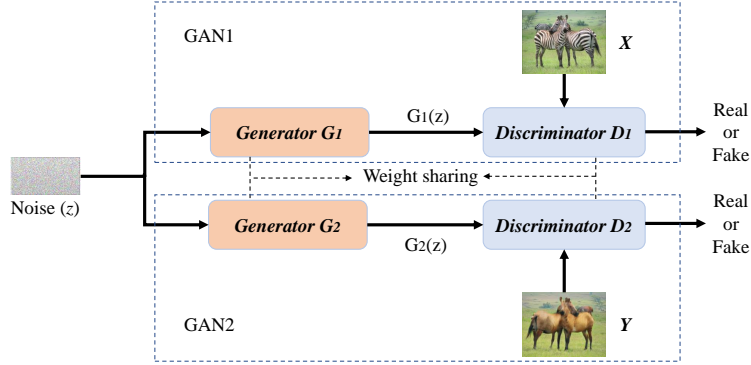 GAN1
X
Generator G1
G1(z)
Discriminator D1
Real
or
Fake
Weight sharing
Noise (z)
Generator G2
G2(z)
Discriminator D2
Real
or
Fake
GAN2
Y